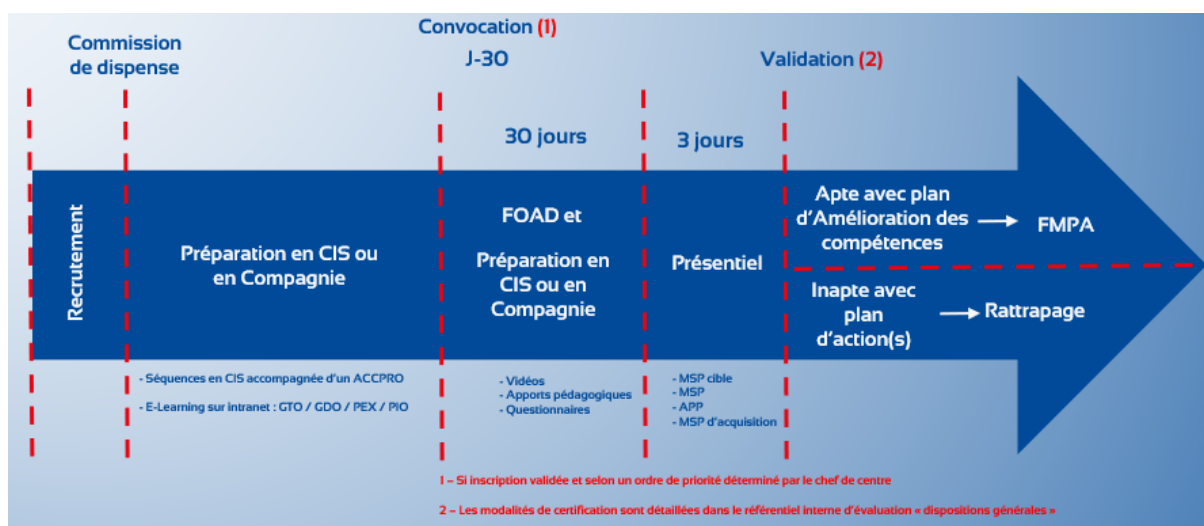 Commission
de dispense
Convocation (1)
J-30
Validation (2)
30 jours
3 jours
Recrutement
Préparation en CIS ou
en Compagnie
FOAD et
Préparation en
CIS ou en
Compagnie
Présentiel
Apte avec plan
d'Amélioration des
compétences
FMPA
Inapte avec
plan
d'action(s)
Rattrapage
- Séquences en CIS accompagnée d'un ACCPRO
- E-Learning sur intranet : GTO / GDO / PEX / PIO
- Vidéos
- Apports pédagogiques
- Questionnaires
- MSP cible
- MSP
- APP
- MSP d'acquisition
1 – Si inscription validée et selon un ordre de priorité déterminé par le chef de centre
2 – Les modalités de certification sont détaillées dans le référentiel interne d'évaluation « dispositions générales »